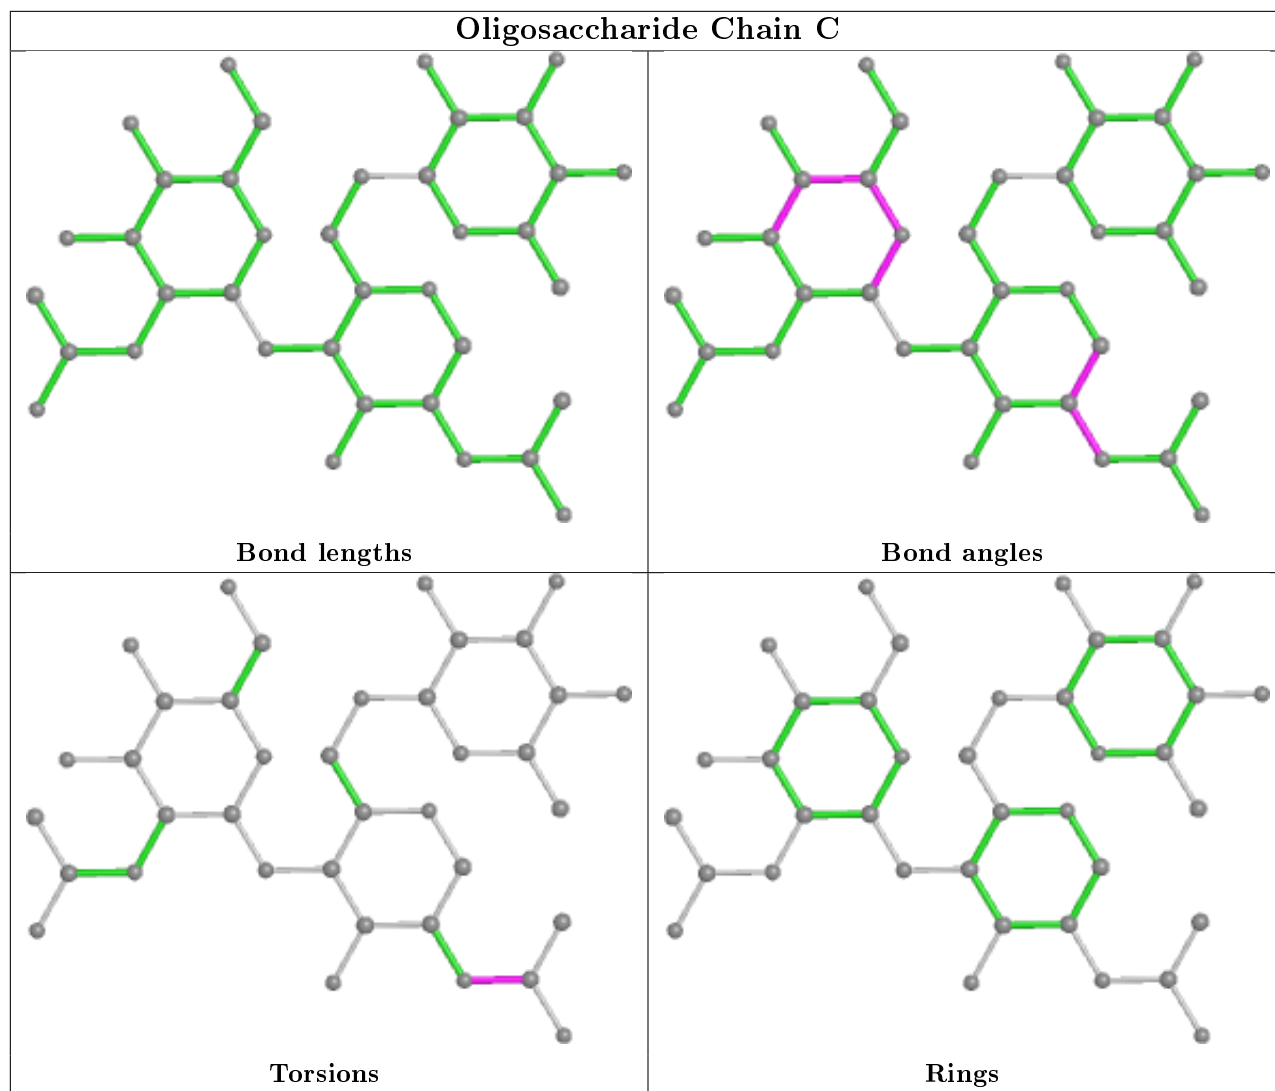 Oligosaccharide Chain C
Bond lengths
Bond angles
Torsions
Rings